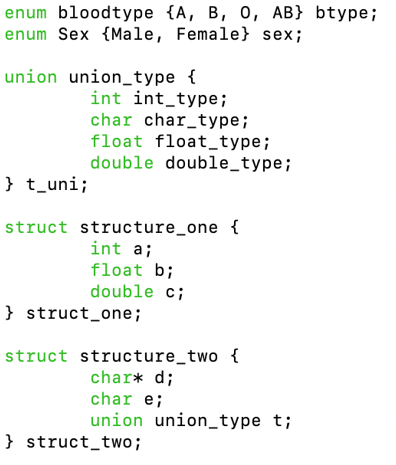 enum bloodtype {A, B, O, AB} btype;
enum Sex {Male, Female} sex;

union union_type {
        int int_type;
        char char_type;
        float float_type;
        double double_type;
} t_uni;

struct structure_one {
        int a;
        float b;
        double c;
} struct_one;

struct structure_two {
        char* d;
        char e;
        union union_type t;
} struct_two;